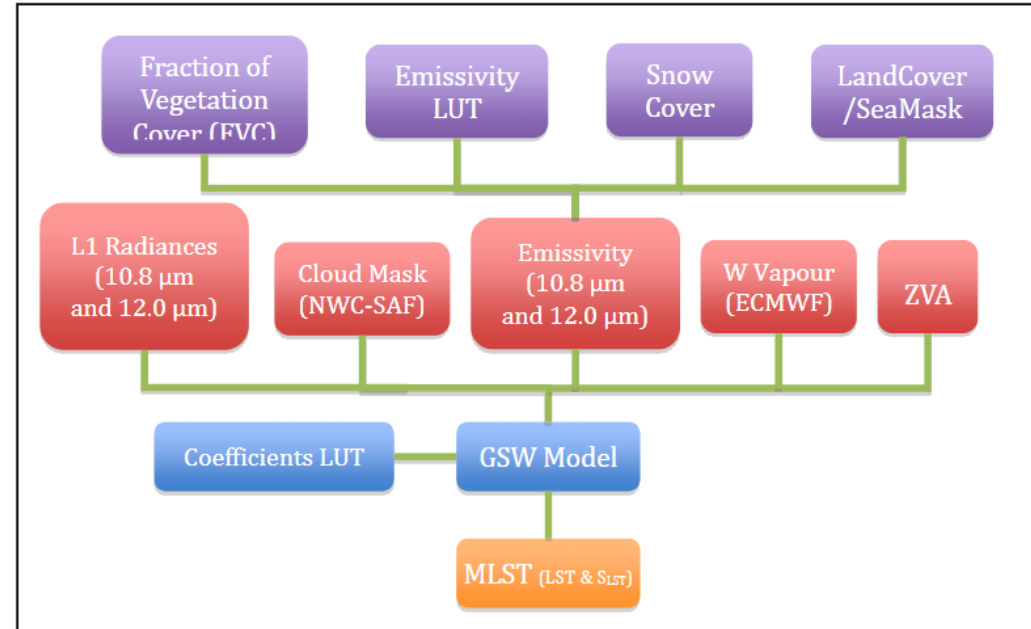 Fraction of
Vegetation
Cover (FVC)
Emissivity
LUT
Snow
Cover
LandCover
/SeaMask
L1 Radiances
(10.8 µm
and 12.0 µm)
Cloud Mask
(NWC-SAF)
Emissivity
(10.8 µm
and 12.0 µm)
W Vapour
(ECMWF)
ZVA
Coefficients LUT
GSW Model
MLST (LST & SLST)